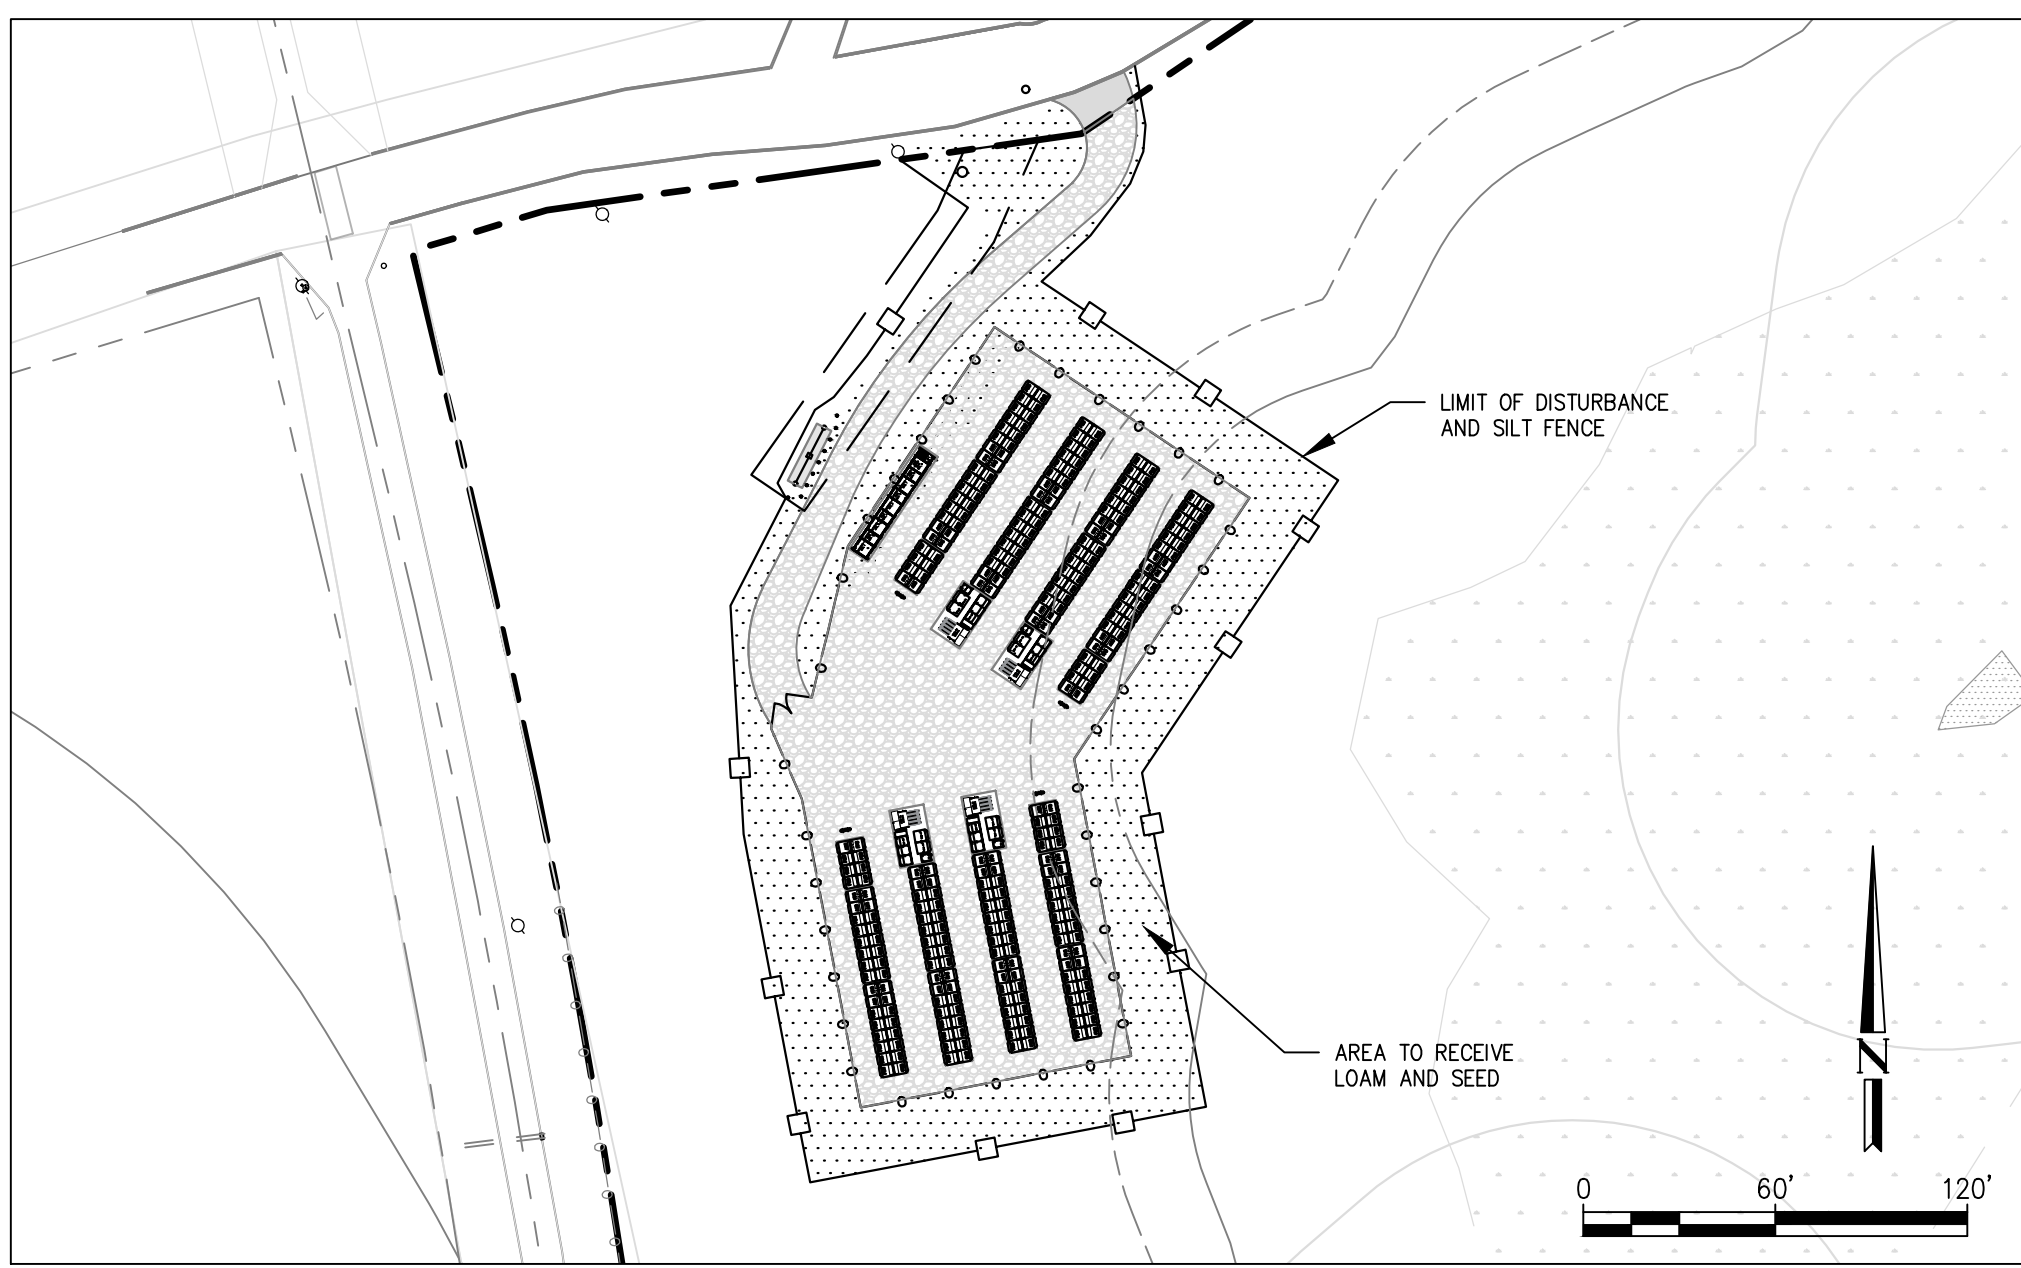 LIMIT OF DISTURBANCE
AND SILT FENCE
AREA TO RECEIVE
LOAM AND SEED
N
0 60' 120'